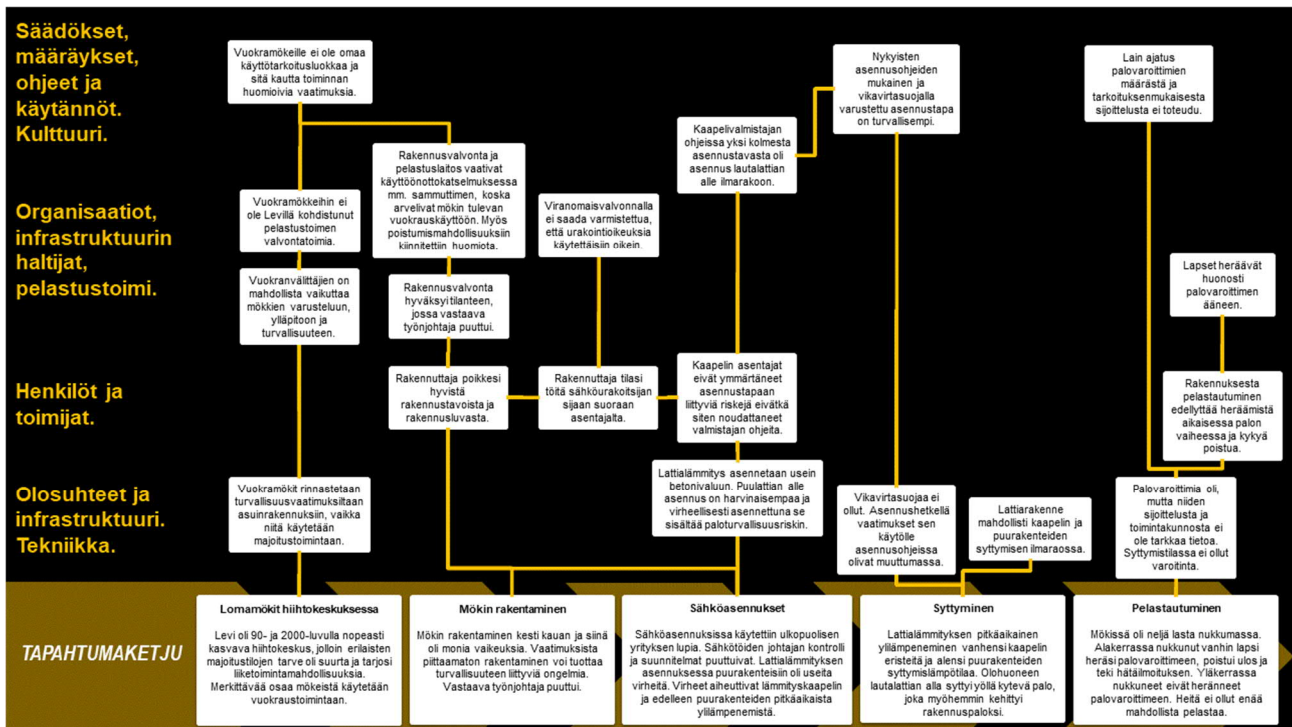 Säädökset,
määräykset,
ohjeet ja
käytännöt.
Kulttuuri.
Vuokramökeille ei ole omaa
käyttötarkoitusluokkaa ja
sitä kautta toiminnan
huomioivia vaatimuksia.
Nykyisten
asennusohjeiden
mukainen ja
vikavirtasuojalla
varustettu asennustapa
on turvallisempi.
Lain ajatus
palovaroittimien
määrästä ja
tarkoituksenmukaisesta
sijoittelusta ei toteudu.
Kaapelivalmistajan
ohjeissa yksi kolmesta
asennustavasta oli
asennus lautalattian
alle ilmarakoon.
Organisaatiot,
infrastruktuurin
haltijat,
pelastustoimi.
Vuokramökkeihin ei
ole Levillä kohdistunut
pelastustoimen
valvontatoimia.
Rakennusvalvonta ja
pelastuslaitos vaativat
käyttöönottokatselmuksessa
mm. sammuttimen, koska
arvelivat mökin tulevan
vuokrauskäyttöön. Myös
poistumismahdollisuuksiin
kiinnitettiin huomiota.
Viranomaisvalvonnalla
ei saada varmistettua,
että urakointioikeuksia
käytettäisiin oikein.
Vuokranvälittäjien on
mahdollista vaikuttaa
mökkien varusteluun,
ylläpitoon ja
turvallisuuteen.
Rakennusvalvonta
hyväksyi tilanteen,
jossa vastaava
työnjohtaja puuttui.
Lapset heräävät
huonosti
palovaroittimen
ääneen.
Henkilöt ja
toimijat.
Rakennuttaja poikkesi
hyvistä
rakennustavoista ja
rakennusluvasta.
Rakennuttaja tilasi
töitä sähköurakoitsijan
sijaan suoraan
asentajalta.
Kaapelin asentajat
eivät ymmärtäneet
asennustapaan
liittyviä riskejä eivätkä
siten noudattaneet
valmistajan ohjeita.
Rakennuksesta
pelastautuminen
edellyttää heräämistä
aikaisessa palon
vaiheessa ja kykyä
poistua.
Olosuhteet ja
infrastruktuuri.
Tekniikka.
Vuokramökit rinnastetaan
turvallisuusvaatimuksiltaan
asuinrakennuksiin, vaikka
niitä käytetään
majoitustoimintaan.
Lattialämmitys asennetaan usein
betonivaluun. Puulattian alle
asennus on harvinaisempaa ja
virheellisesti asennettuna se
sisältää paloturvallisuusriskin.
Vikavirtasuojaa ei
ollut. Asennushetkellä
vaatimukset sen
käytölle
asennusohjeissa
olivat muuttumassa.
Lattiarakenne
mahdollisti kaapelin ja
puurakenteiden
syttymisen ilmaraossa.
Palovaroittimia oli,
mutta niiden
sijoittelusta ja
toimintakunnosta ei
ole tarkkaa tietoa.
Syttymistilassa ei ollut
varoitinta.
TAPAHTUMAKETJU
Lomamökit hiihtokeskuksessa
Levi oli 90- ja 2000-luvulla nopeasti
kasvava hiihtokeskus, jolloin erilaisten
majoitustilojen tarve oli suurta ja tarjosi
liiketoimintamahdollisuuksia.
Merkittävää osaa mökeistä käytetään
vuokraustoimintaan.
Mökin rakentaminen
Mökin rakentaminen kesti kauan ja siinä
oli monia vaikeuksia. Vaatimuksista
piittaamaton rakentaminen voi tuottaa
turvallisuuteen liittyviä ongelmia.
Vastaava työnjohtaja puuttui.
Sähköasennukset
Sähköasennuksissa käytettiin ulkopuolisen
yrityksen lupia. Sähkötöiden johtajan kontrolli
ja suunnitelmat puuttuivat. Lattialämmityksen
asennuksessa puurakenteisiin oli useita
virheitä. Virheet aiheuttivat lämmityskaapelin
ja edelleen puurakenteiden pitkäaikaista
ylilämpenemistä.
Syttyminen
Lattialämmityksen pitkäaikainen
ylilämpeneminen vanhensi kaapelin
eristeitä ja alensi puurakenteiden
syttymislämpötilaa. Olohuoneen
lautalattian alla syttyi yöllä kytevä palo,
joka myöhemmin kehittyi
rakennuspaloksi.
Pelastautuminen
Mökissä oli neljä lasta nukkumassa.
Alakerrassa nukkunut vanhin lapsi
heräsi palovaroittimeen, poistui ulos ja
teki hätäilmoituksen. Yläkerrassa
nukkuneet eivät heränneet
palovaroittimeen. Heitä ei ollut enää
mahdollista pelastaa.